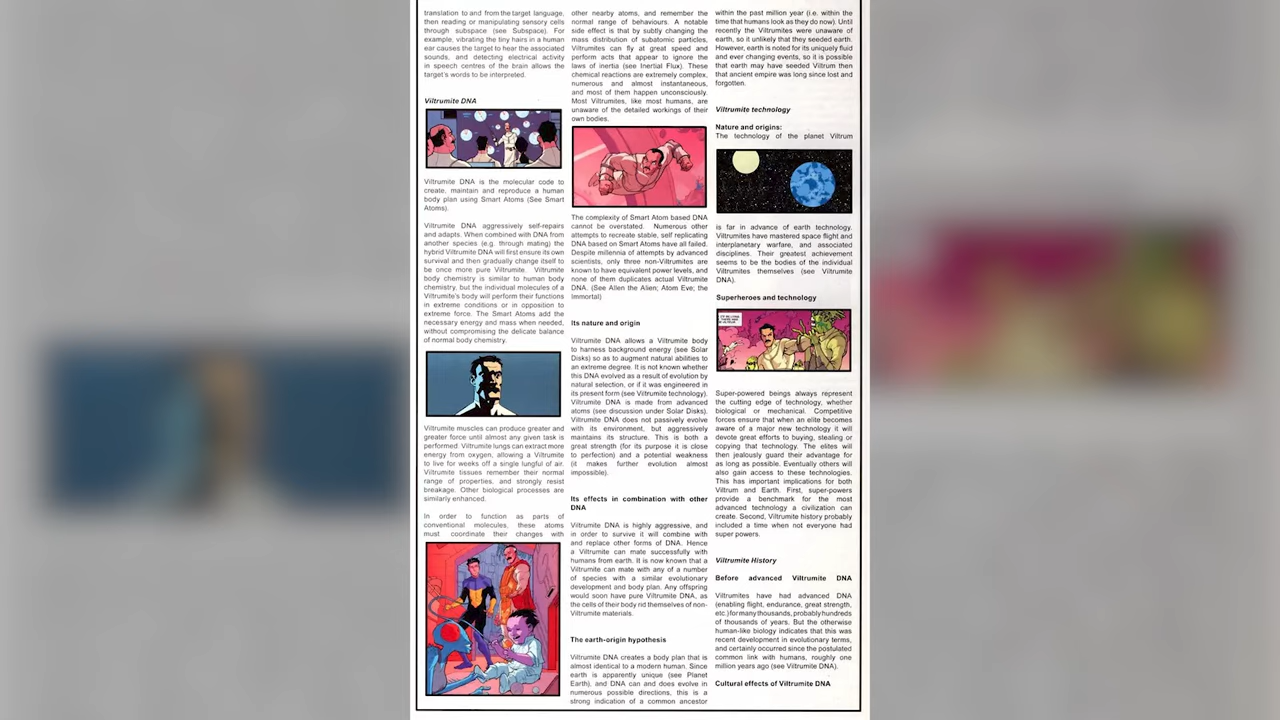 translation to and from the target language,
then reading or manipulating sensory cells
through subspace (see Subspace). For
example, vibrating the tiny hairs in a human
ear causes the target to hear the associated
sounds, and detecting electrical activity
in speech centres of the brain allows the
target's words to be interpreted.
Viltrumite DNA
Viltrumite DNA is the molecular code to
create, maintain and reproduce a human
body plan using Smart Atoms (See Smart
Atoms).
Viltrumite DNA aggressively self-repairs
and adapts. When combined with DNA from
another species (e.g. through mating) the
hybrid Viltrumite DNA will first ensure its own
survival and then gradually change itself to
be once more pure Viltrumite. Viltrumite
body chemistry is similar to human body
chemistry, but the individual molecules of a
Viltrumite's body will perform their functions
in extreme conditions or in opposition to
extreme force. The Smart Atoms add the
necessary energy and mass when needed,
without compromising the delicate balance
of normal body chemistry.
Viltrumite muscles can produce greater and
greater force until almost any given task is
performed. Viltrumite lungs can extract more
energy from oxygen, allowing a Viltrumite
to live for weeks off a single lungful of air.
Viltrumite tissues remember their normal
range of properties, and strongly resist
breakage. Other biological processes are
similarly enhanced.
In order to function as parts of
conventional molecules, these atoms
must coordinate their changes with
other nearby atoms, and remember the
normal range of behaviours. A notable
side effect is that by subtly changing the
mass distribution of subatomic particles,
Viltrumites can fly at great speed and
perform acts that appear to ignore the
laws of inertia (see Inertial Flux). These
chemical reactions are extremely complex,
numerous and almost instantaneous,
and most of them happen unconsciously.
Most Viltrumites, like most humans, are
unaware of the detailed workings of their
own bodies.
The complexity of Smart Atom based DNA
cannot be overstated. Numerous other
attempts to recreate stable, self replicating
DNA based on Smart Atoms have all failed.
Despite millennia of attempts by advanced
scientists, only three non-Viltrumites are
known to have equivalent power levels, and
none of them duplicates actual Viltrumite
DNA. (See Allen the Alien; Atom Eve; the
Immortal)
Its nature and origin
Viltrumite DNA allows a Viltrumite body
to harness background energy (see Solar
Disks) so as to augment natural abilities to
an extreme degree. It is not known whether
this DNA evolved as a result of evolution by
natural selection, or if it was engineered in
its present form (see Viltrumite technology).
Viltrumite DNA is made from advanced
atoms (see discussion under Solar Disks).
Viltrumite DNA does not passively evolve
with its environment, but aggressively
maintains its structure. This is both a
great strength (for its purpose it is close
to perfection) and a potential weakness
(it makes further evolution almost
impossible).
Its effects in combination with other
DNA
Viltrumite DNA is highly aggressive, and
in order to survive it will combine with
and replace other forms of DNA. Hence
a Viltrumite can mate successfully with
humans from earth. It is now known that a
Viltrumite can mate with any of a number
of species with a similar evolutionary
development and body plan. Any offspring
would soon have pure Viltrumite DNA, as
the cells of their body rid themselves of non-
Viltrumite materials.
The earth-origin hypothesis
Viltrumite DNA creates a body plan that is
almost identical to a modern human. Since
earth is apparently unique (see Planet
Earth), and DNA can and does evolve in
numerous possible directions, this is a
strong indication of a common ancestor
within the past million year (i.e. within the
time that humans look as they do now). Until
recently the Viltrumites were unaware of
earth, so it unlikely that they seeded earth.
However, earth is noted for its uniquely fluid
and ever changing events, so it is possible
that earth may have seeded Viltrum then
that ancient empire was long since lost and
forgotten.
Viltrumite technology
Nature and origins:
The technology of the planet Viltrum
is far in advance of earth technology.
Viltrumites have mastered space flight and
interplanetary warfare, and associated
disciplines. Their greatest achievement
seems to be the bodies of the individual
Viltrumites themselves (see Viltrumite
DNA).
Superheroes and technology
Super-powered beings always represent
the cutting edge of technology, whether
biological or mechanical. Competitive
forces ensure that when an elite becomes
aware of a major new technology it will
devote great efforts to buying, stealing or
copying that technology. The elites will
then jealously guard their advantage for
as long as possible. Eventually others will
also gain access to these technologies.
This has important implications for both
Viltrum and Earth. First, super-powers
provide a benchmark for the most
advanced technology a civilization can
create. Second, Viltrumite history probably
included a time when not everyone had
super powers.
Viltrumite History
Before advanced Viltrumite DNA
Viltrumites have had advanced DNA
(enabling flight, endurance, great strength,
etc.) for many thousands, probably hundreds
of thousands of years. But the otherwise
human-like biology indicates that this was
recent development in evolutionary terms,
and certainly occurred since the postulated
common link with humans, roughly one
million years ago (see Viltrumite DNA).
Cultural effects of Viltrumite DNA